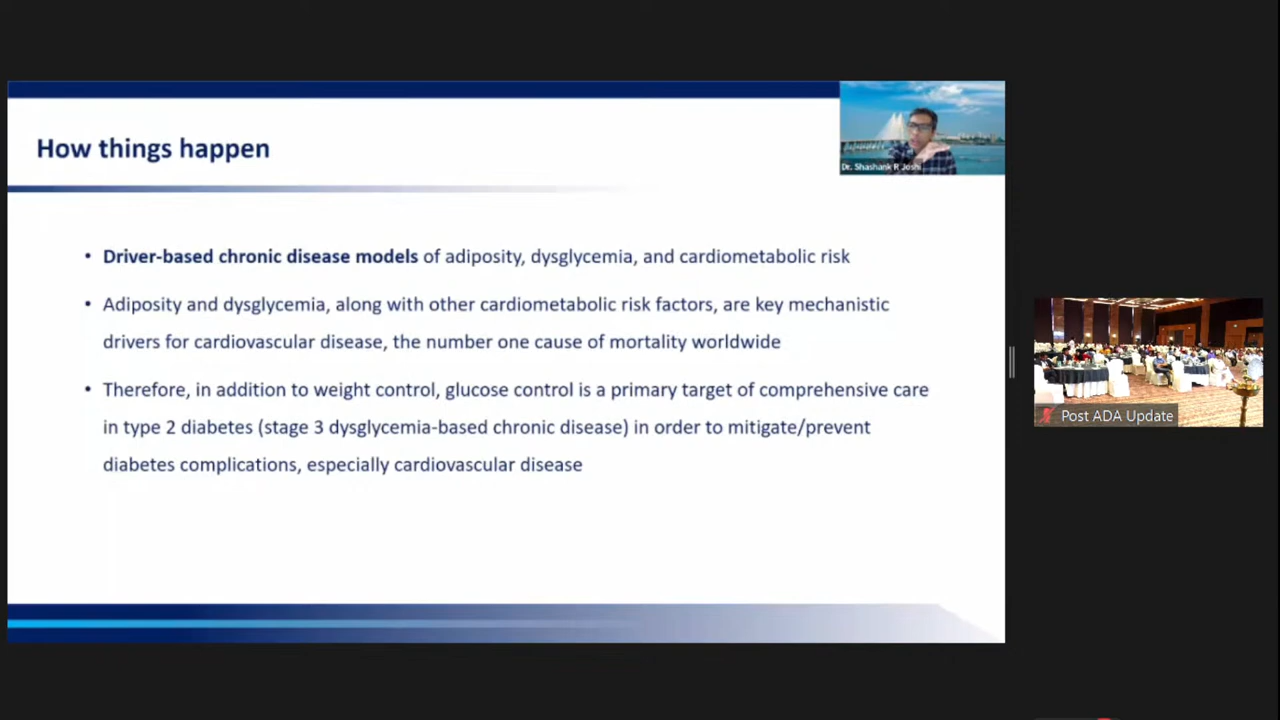 How things happen
Dr. Shashank R Joshi
• Driver-based chronic disease models of adiposity, dysglycemia, and cardiometabolic risk
• Adiposity and dysglycemia, along with other cardiometabolic risk factors, are key mechanistic
drivers for cardiovascular disease, the number one cause of mortality worldwide
• Therefore, in addition to weight control, glucose control is a primary target of comprehensive care
in type 2 diabetes (stage 3 dysglycemia-based chronic disease) in order to mitigate/prevent
diabetes complications, especially cardiovascular disease
Post ADA Update